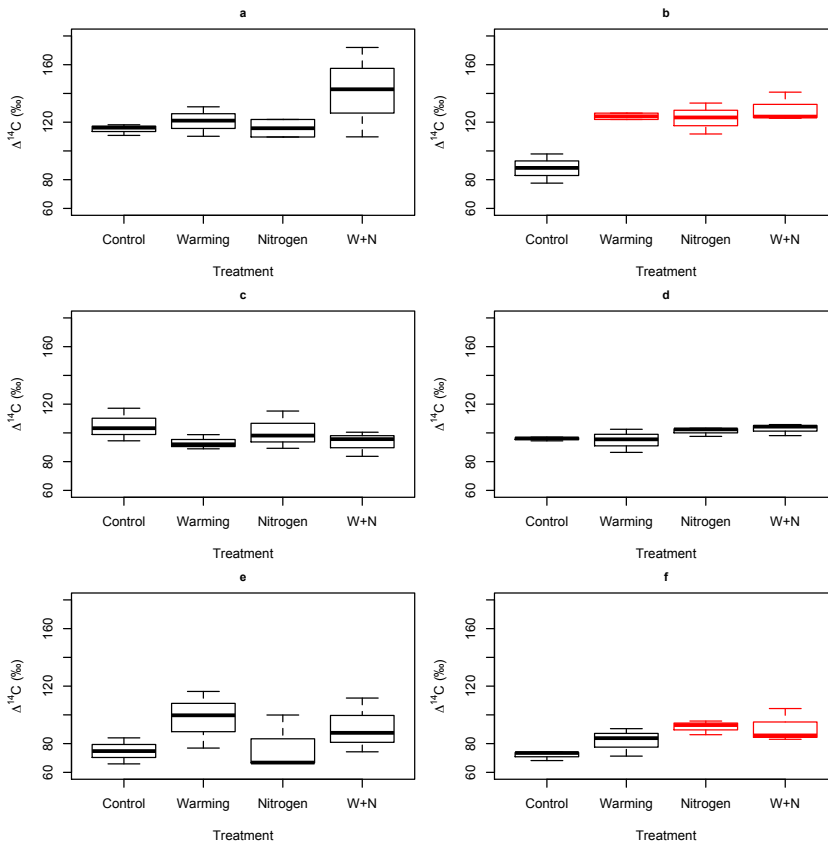 a
Δ¹⁴C (‰)
160
120
80
60
Control Warming Nitrogen W+N
Treatment
b
Δ¹⁴C (‰)
160
120
80
60
Control Warming Nitrogen W+N
Treatment
c
Δ¹⁴C (‰)
160
120
80
60
Control Warming Nitrogen W+N
Treatment
d
Δ¹⁴C (‰)
160
120
80
60
Control Warming Nitrogen W+N
Treatment
e
Δ¹⁴C (‰)
160
120
80
60
Control Warming Nitrogen W+N
Treatment
f
Δ¹⁴C (‰)
160
120
80
60
Control Warming Nitrogen W+N
Treatment